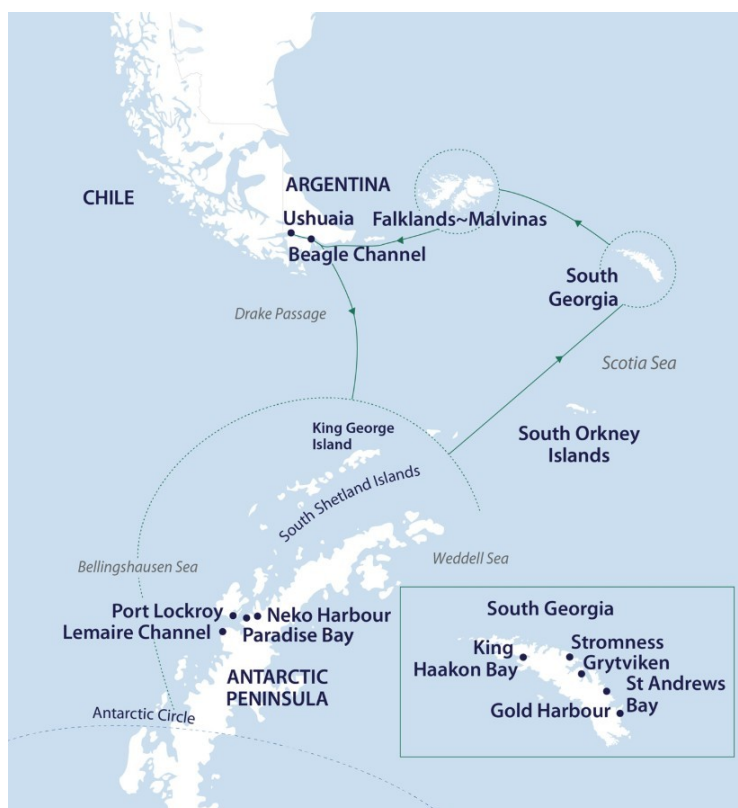 CHILE
ARGENTINA
Ushuaia
Beagle Channel
Falklands~Malvinas
South
Georgia
Drake Passage
Scotia Sea
King George
Island
South Orkney
Islands
South Shetland Islands
Bellingshausen Sea
Weddell Sea
Port Lockroy
Neko Harbour
Lemaire Channel
Paradise Bay
ANTARCTIC
PENINSULA
Antarctic Circle
South Georgia
King
Haakon Bay
Stromness
Grytviken
St Andrews
Bay
Gold Harbour